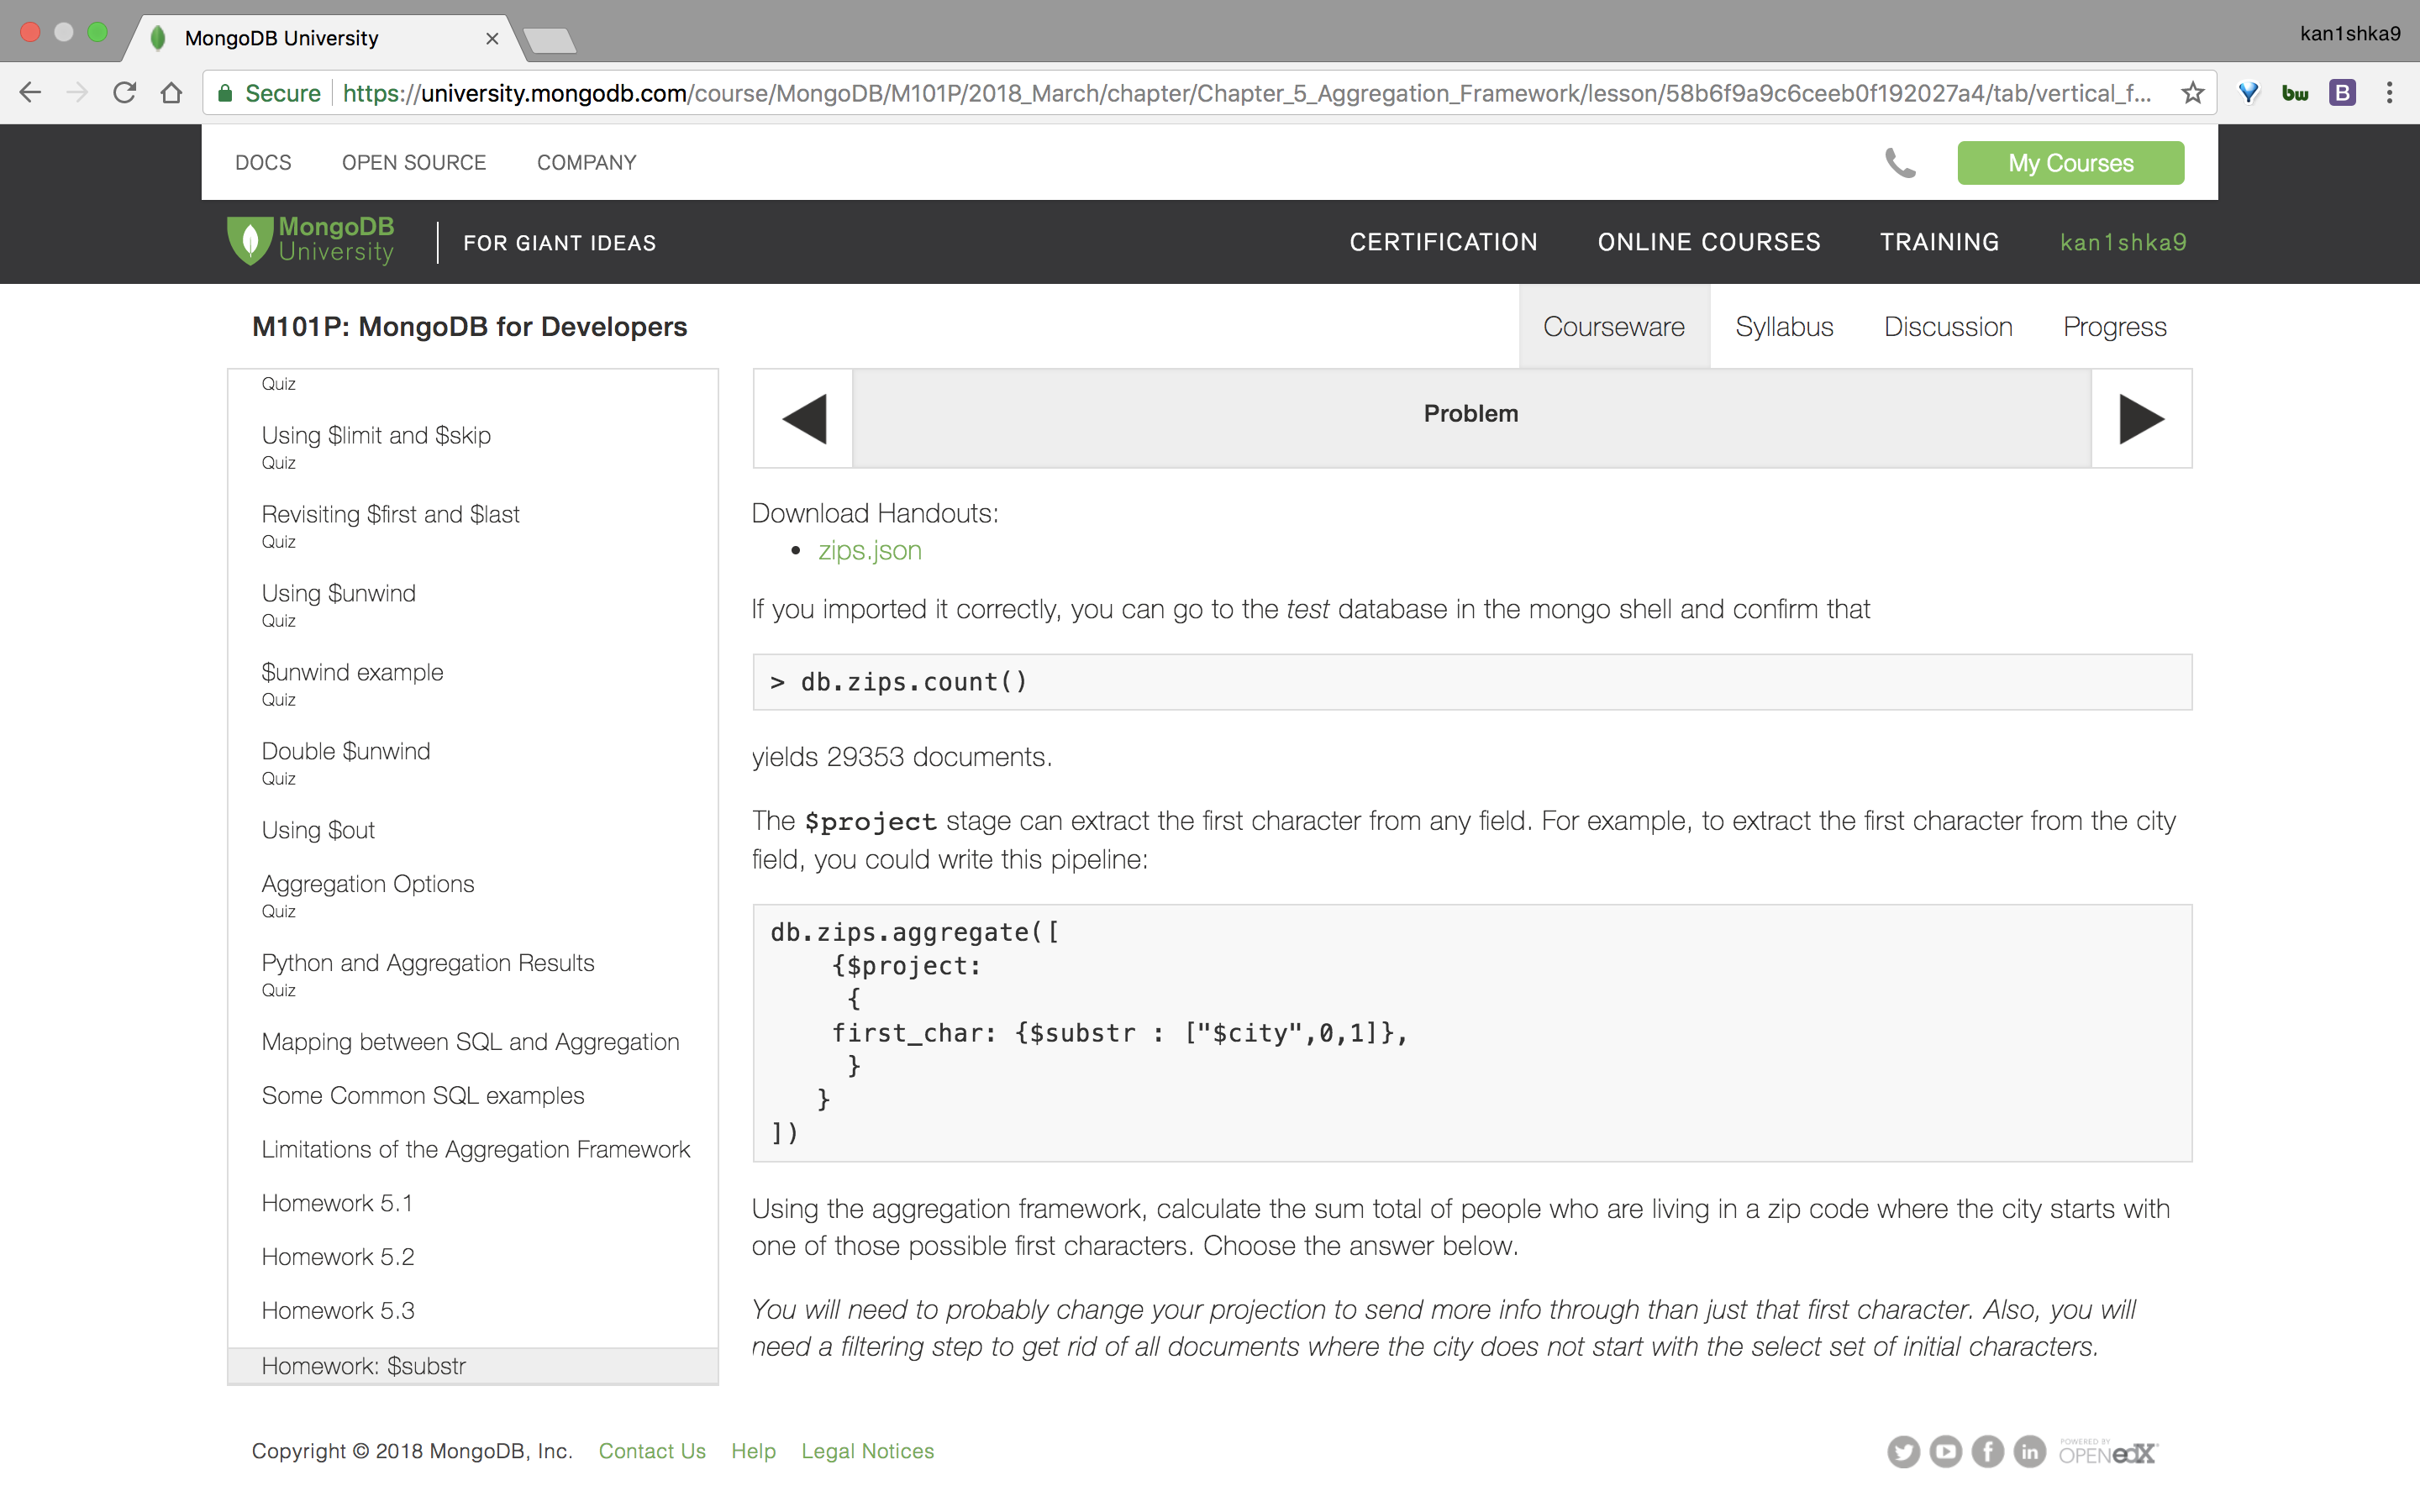 MongoDB University
kan1shka9
Secure
https://university.mongodb.com/course/MongoDB/M101P/2018_March/chapter/Chapter_5_Aggregation_Framework/lesson/58b6f9a9c6ceeb0f192027a4/tab/vertical_f...
bw
B
DOCS
OPEN SOURCE
COMPANY
My Courses
MongoDB
University
FOR GIANT IDEAS
CERTIFICATION
ONLINE COURSES
TRAINING
kan1shka9
M101P: MongoDB for Developers
Courseware
Syllabus
Discussion
Progress
Quiz
Using $limit and $skip
Quiz
Revisiting $first and $last
Quiz
Using $unwind
Quiz
$unwind example
Quiz
Double $unwind
Quiz
Using $out
Aggregation Options
Quiz
Python and Aggregation Results
Quiz
Mapping between SQL and Aggregation
Some Common SQL examples
Limitations of the Aggregation Framework
Homework 5.1
Homework 5.2
Homework 5.3
Homework: $substr
Problem
Download Handouts:
• zips.json
If you imported it correctly, you can go to the test database in the mongo shell and confirm that
> db.zips.count()
yields 29353 documents.
The $project stage can extract the first character from any field. For example, to extract the first character from the city
field, you could write this pipeline:
db.zips.aggregate([
    {$project:
     {
    first_char: {$substr : ["$city",0,1]},
     }
   }
])
Using the aggregation framework, calculate the sum total of people who are living in a zip code where the city starts with
one of those possible first characters. Choose the answer below.
You will need to probably change your projection to send more info through than just that first character. Also, you will
need a filtering step to get rid of all documents where the city does not start with the select set of initial characters.
Copyright © 2018 MongoDB, Inc.
Contact Us
Help
Legal Notices
POWERED BY
OPEN edX